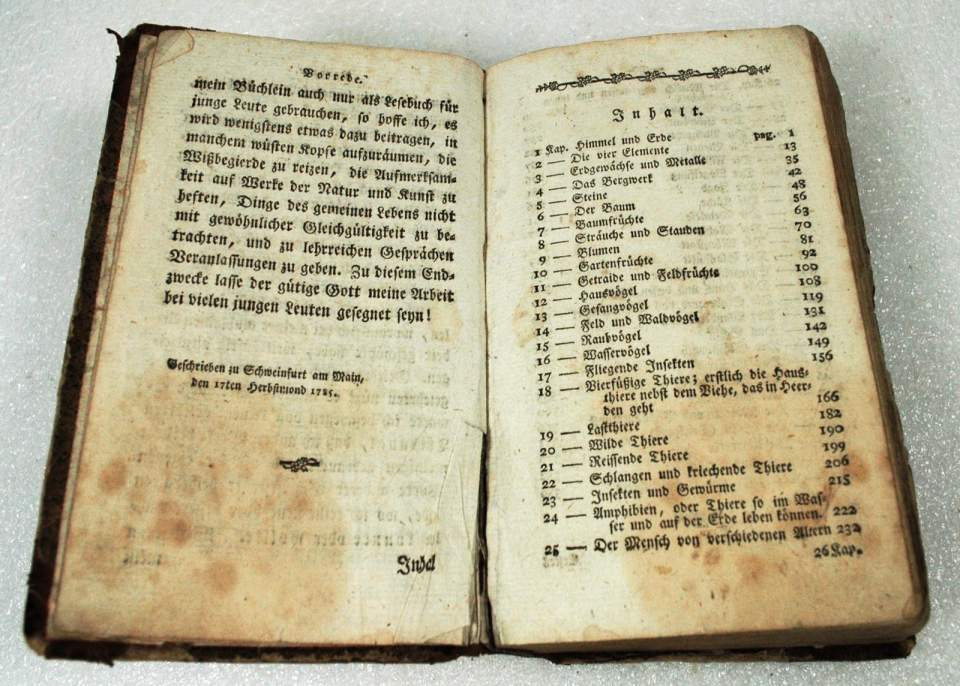 Vorrede.
mein Büchlein auch nur als Lesebuch für
junge Leute gebrauchen, so hoffe ich, es
wird wenigstens etwas dazu beitragen, in
manchem wüsten Kopfe aufzuräumen, die
Wißbegierde zu reizen, die Aufmerksam-
keit auf Werke der Natur und Kunst zu
heften, Dinge des gemeinen Lebens nicht
mit gewöhnlicher Gleichgültigkeit zu be-
trachten, und zu lehrreichen Gesprächen
Veranlassungen zu geben. Zu diesem End-
zwecke lasse der gütige Gott meine Arbeit
bei vielen jungen Leuten gesegnet seyn!
Geschrieben zu Schweinfurt am Main,
den 17ten Herbstmond 1785.
Inhal
Inhalt.
1 Kap. Himmel und Erde pag. 1
2 — Die vier Elemente 13
3 — Erdgewächse und Metalle 35
4 — Das Bergwerk 42
5 — Steine 48
6 — Der Baum 56
7 — Baumfrüchte 63
8 — Sträuche und Stauden 70
9 — Blumen 81
10 — Gartenfrüchte 92
11 — Getraide und Feldfrüchte 100
12 — Hausvögel 108
13 — Gesangvögel 119
14 — Feld und Waldvögel 131
15 — Raubvögel 142
16 — Wasservögel 149
17 — Fliegende Insekten 156
18 — Vierfüßige Thiere; erstlich die Haus-
thiere nebst dem Viehe, das in Heer-
den geht 166
19 — Lastthiere 182
20 — Wilde Thiere 190
21 — Reissende Thiere 199
22 — Schlangen und kriechende Thiere 206
23 — Insekten und Gewürme 215
24 — Amphibien, oder Thiere so im Was-
ser und auf der Erde leben können. 222
25 — Der Mensch von verschiedenen Altern 232
26 Kap.